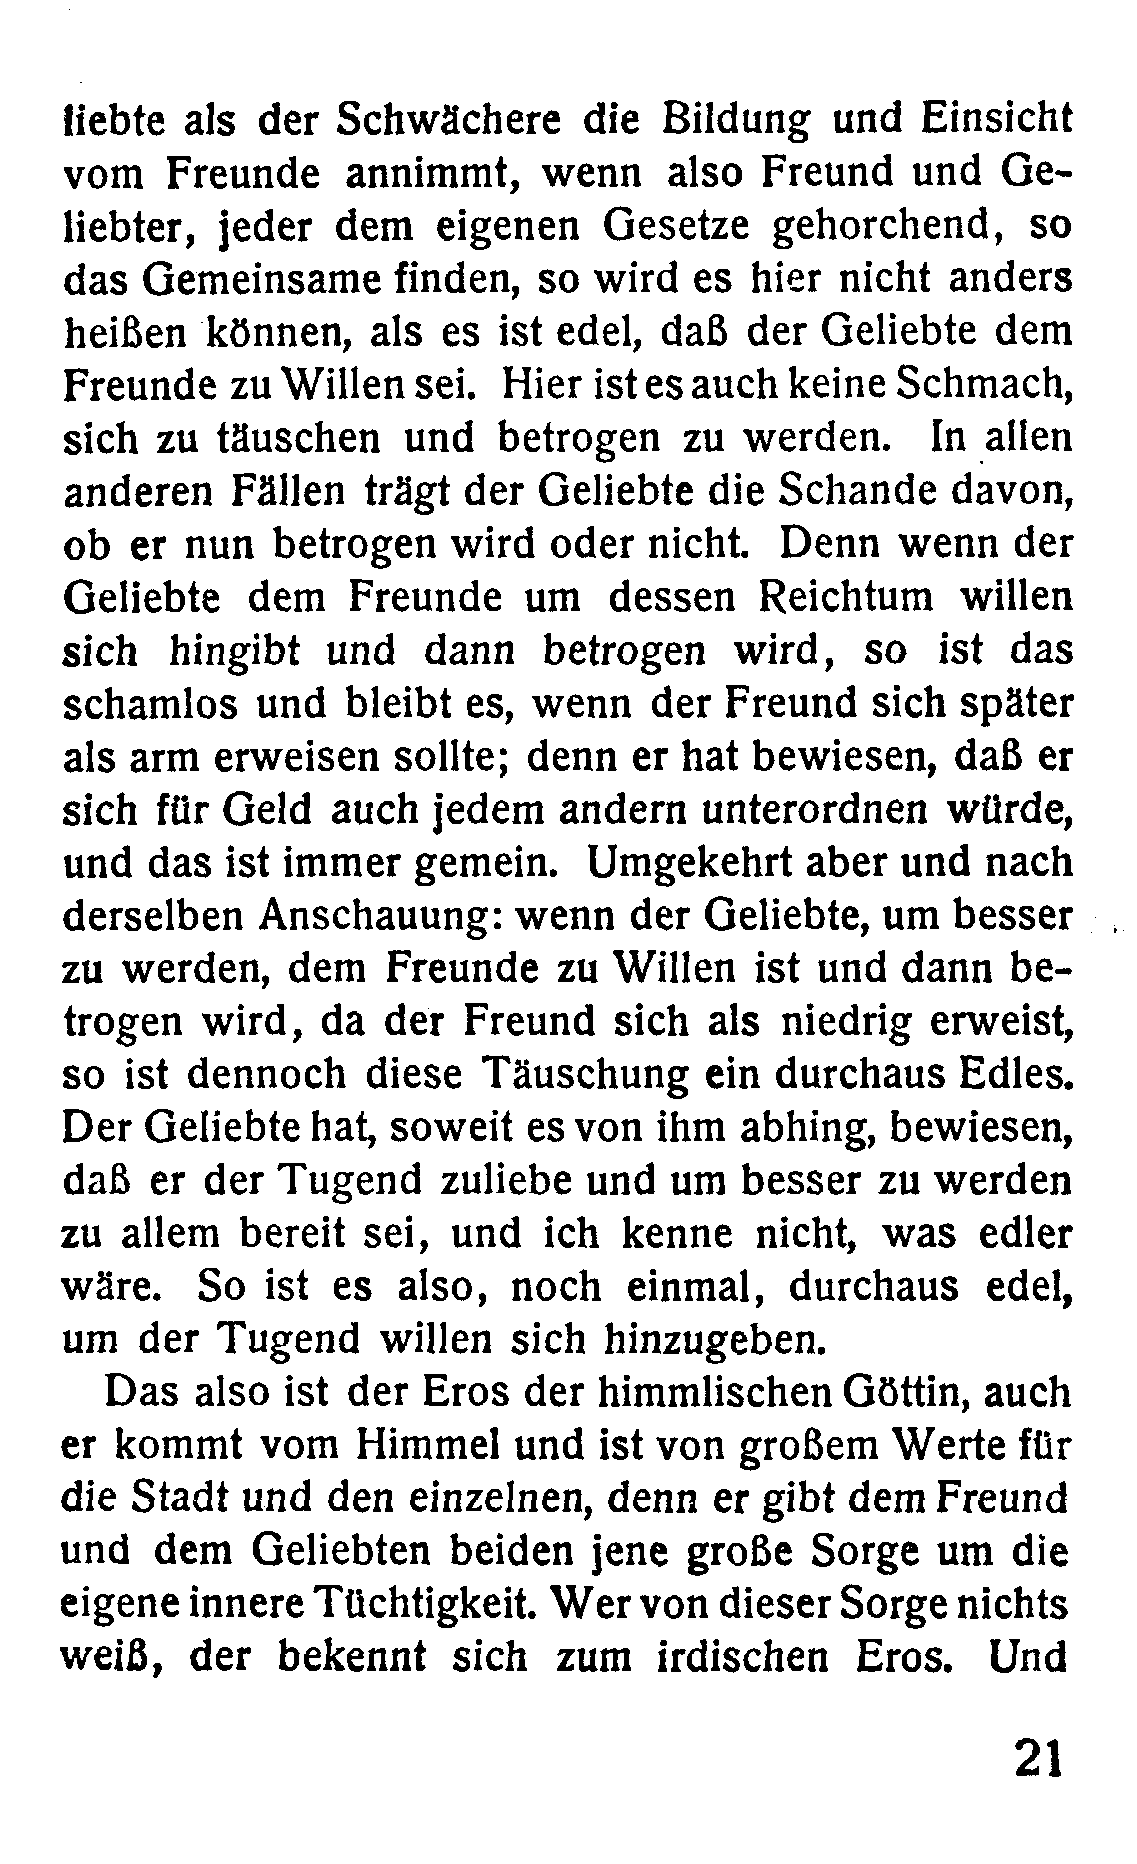 liebte als der Schwächere die Bildung und Einsicht
vom Freunde annimmt, wenn also Freund und Ge-
liebter, jeder dem eigenen Gesetze gehorchend, so
das Gemeinsame finden, so wird es hier nicht anders
heißen können, als es ist edel, daß der Geliebte dem
Freunde zu Willen sei. Hier ist es auch keine Schmach,
sich zu täuschen und betrogen zu werden. In allen
anderen Fällen trägt der Geliebte die Schande davon,
ob er nun betrogen wird oder nicht. Denn wenn der
Geliebte dem Freunde um dessen Reichtum willen
sich hingibt und dann betrogen wird, so ist das
schamlos und bleibt es, wenn der Freund sich später
als arm erweisen sollte; denn er hat bewiesen, daß er
sich für Geld auch jedem andern unterordnen würde,
und das ist immer gemein. Umgekehrt aber und nach
derselben Anschauung: wenn der Geliebte, um besser
zu werden, dem Freunde zu Willen ist und dann be-
trogen wird, da der Freund sich als niedrig erweist,
so ist dennoch diese Täuschung ein durchaus Edles.
Der Geliebte hat, soweit es von ihm abhing, bewiesen,
daß er der Tugend zuliebe und um besser zu werden
zu allem bereit sei, und ich kenne nicht, was edler
wäre. So ist es also, noch einmal, durchaus edel,
um der Tugend willen sich hinzugeben.
Das also ist der Eros der himmlischen Göttin, auch
er kommt vom Himmel und ist von großem Werte für
die Stadt und den einzelnen, denn er gibt dem Freund
und dem Geliebten beiden jene große Sorge um die
eigene innere Tüchtigkeit. Wer von dieser Sorge nichts
weiß, der bekennt sich zum irdischen Eros. Und
21